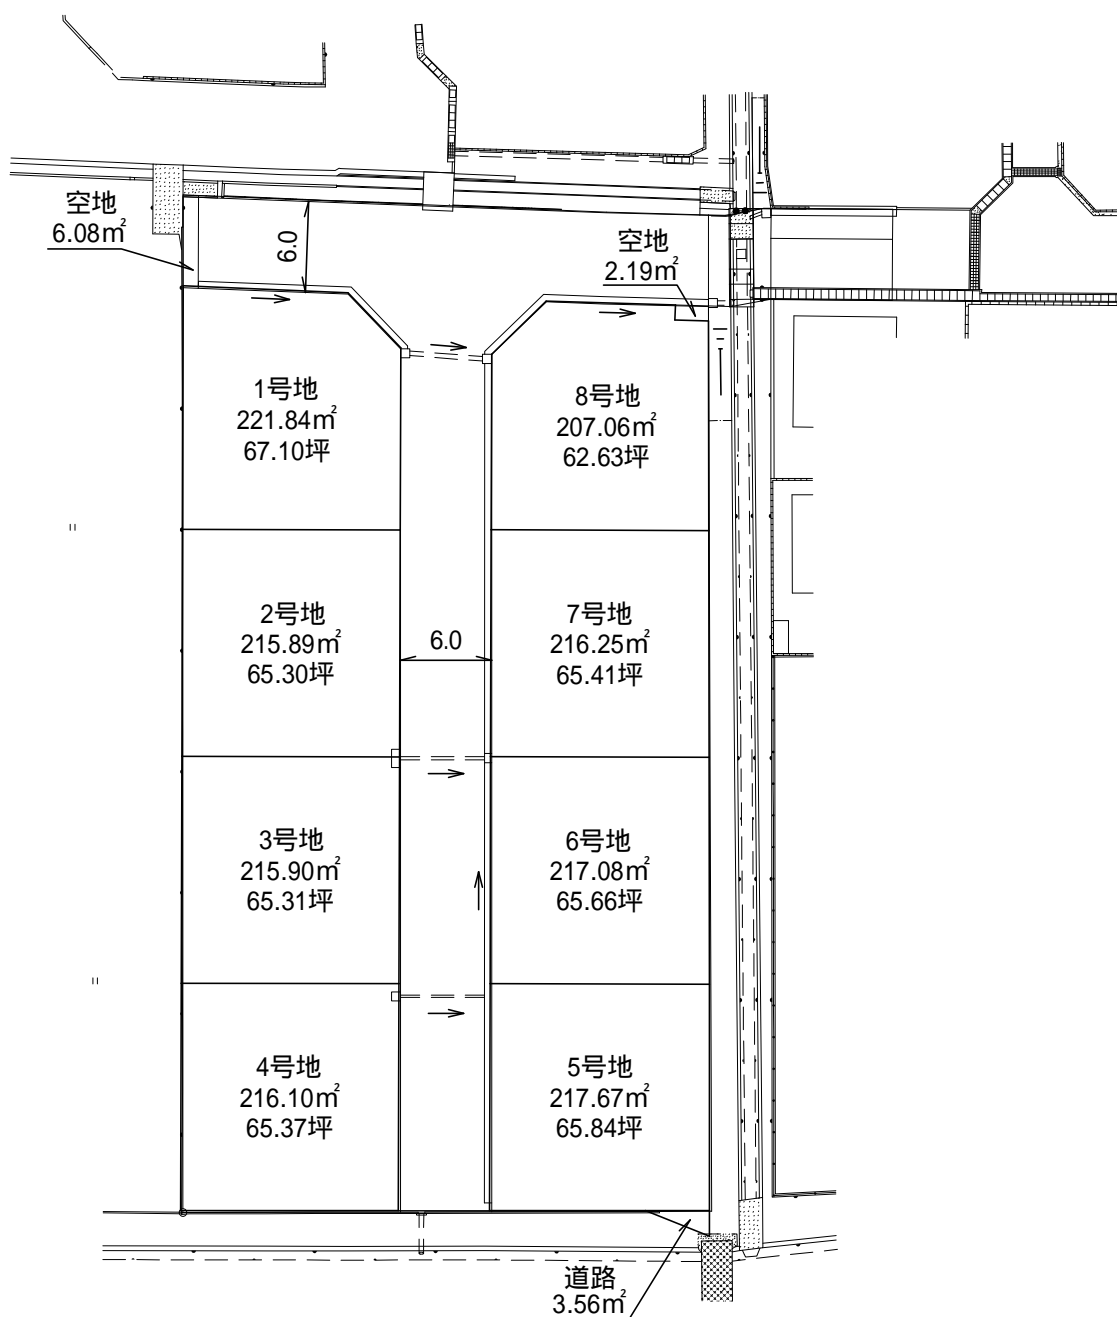 空地
6.08㎡
6.0
空地
2.19㎡
1号地
221.84㎡
67.10坪
8号地
207.06㎡
62.63坪
2号地
215.89㎡
65.30坪
6.0
7号地
216.25㎡
65.41坪
3号地
215.90㎡
65.31坪
6号地
217.08㎡
65.66坪
4号地
216.10㎡
65.37坪
5号地
217.67㎡
65.84坪
道路
3.56㎡